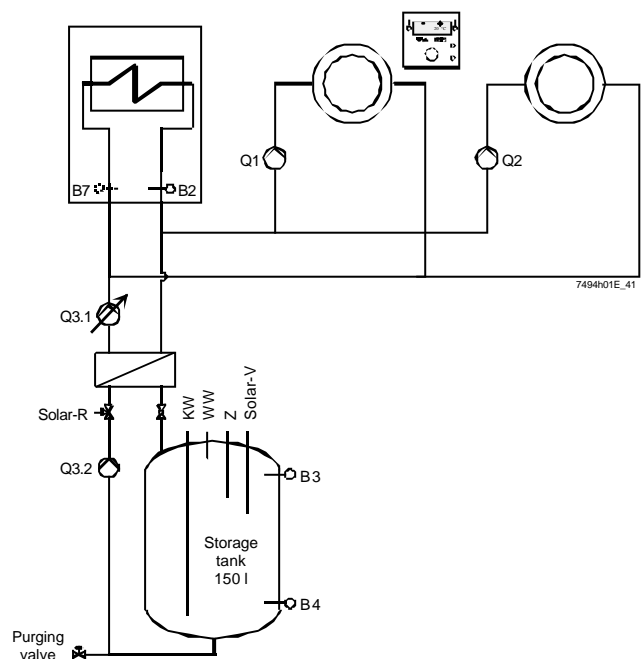 Q1
Q2
B7
B2
7494h01E_41
Q3.1
Solar-R
KW
WW
Z
Solar-V
Q3.2
B3
Storage
tank
150 l
B4
Purging
valve